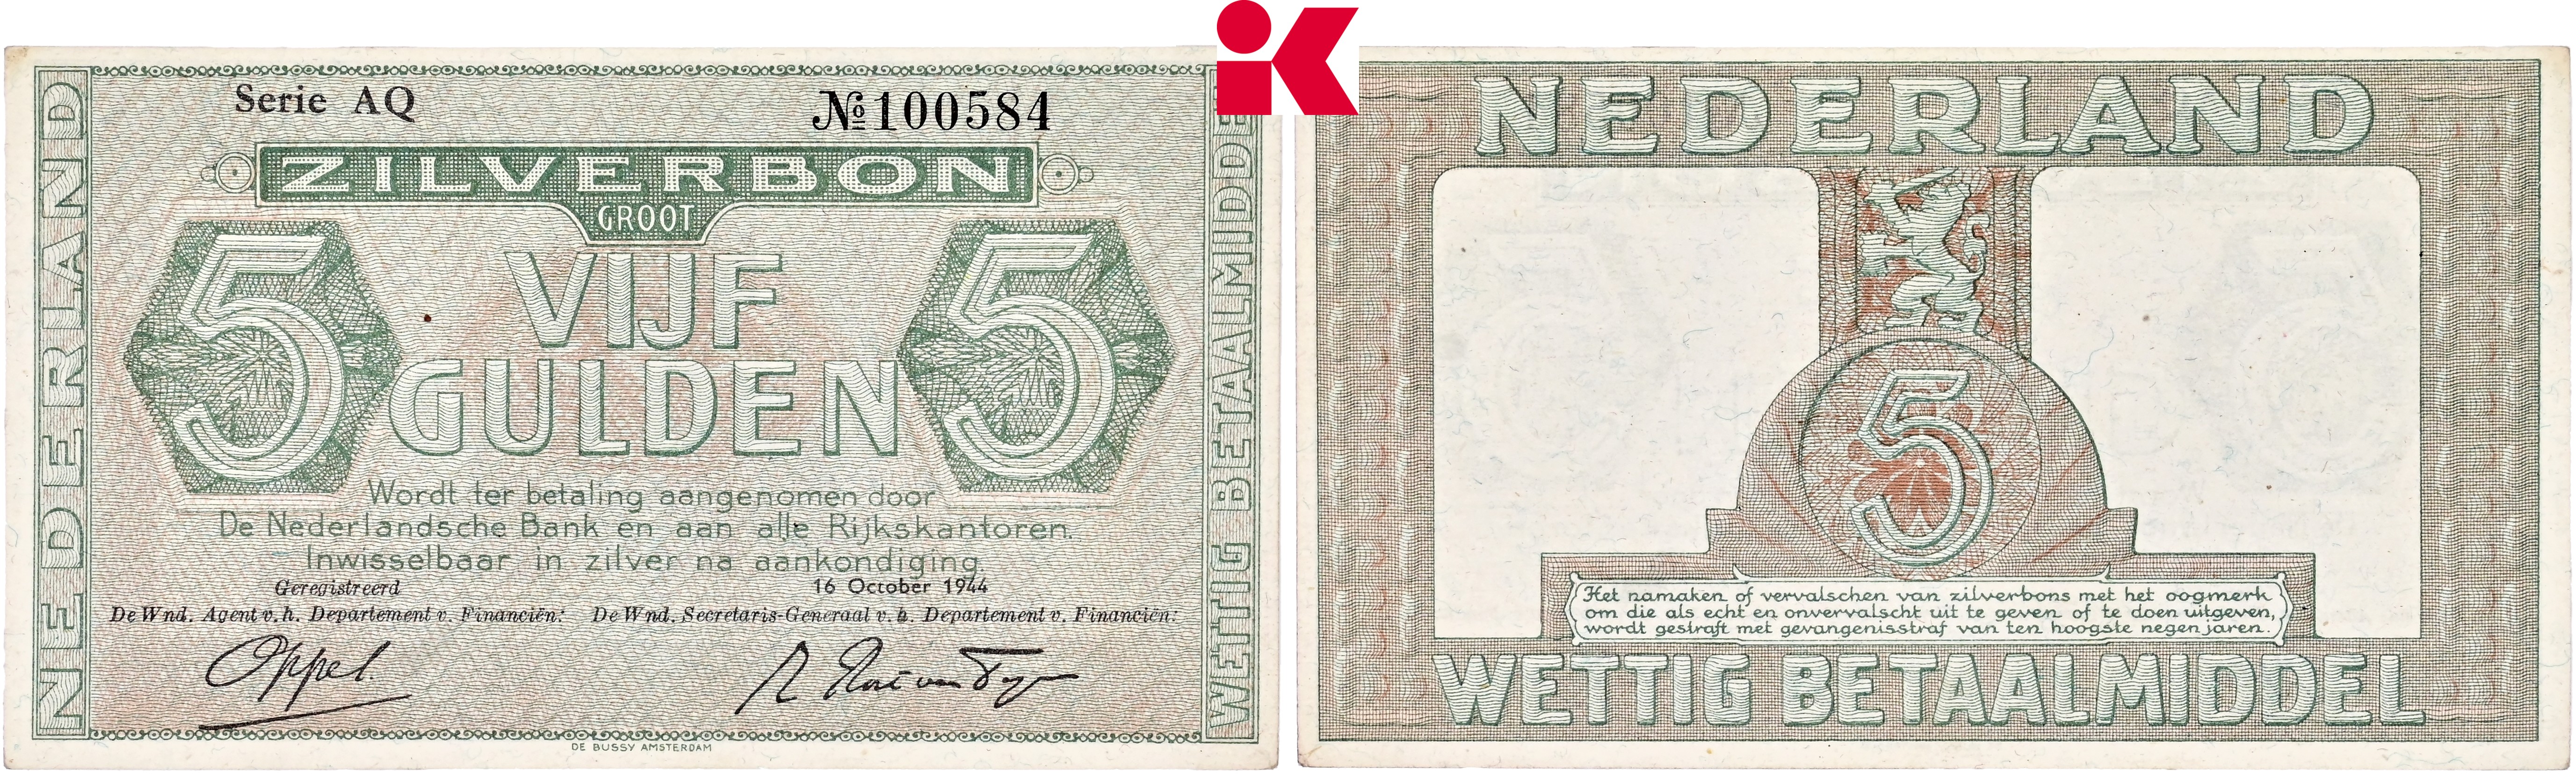 Serie AQ
№ 100584
NEDERLAND
ZILVERBON
GROOT
5
VIJF
GULDEN
5
Wordt ter betaling aangenomen door
De Nederlandsche Bank en aan alle Rijkskantoren.
Inwisselbaar in zilver na aankondiging.
Geregistreerd
16 October 1944
De Wnd. Agent v. h. Departement v. Financiën:
De Wnd. Secretaris-Generaal v. h. Departement v. Financiën:
Oppel.
DE BUSSY AMSTERDAM
WETTIG BETAALMIDDEL
iK
NEDERLAND
5
Het namaken of vervalschen van zilverbons met het oogmerk
om die als echt en onvervalscht uit te geven of te doen uitgeven,
wordt gestraft met gevangenisstraf van ten hoogste negen jaren.
WETTIG BETAALMIDDEL